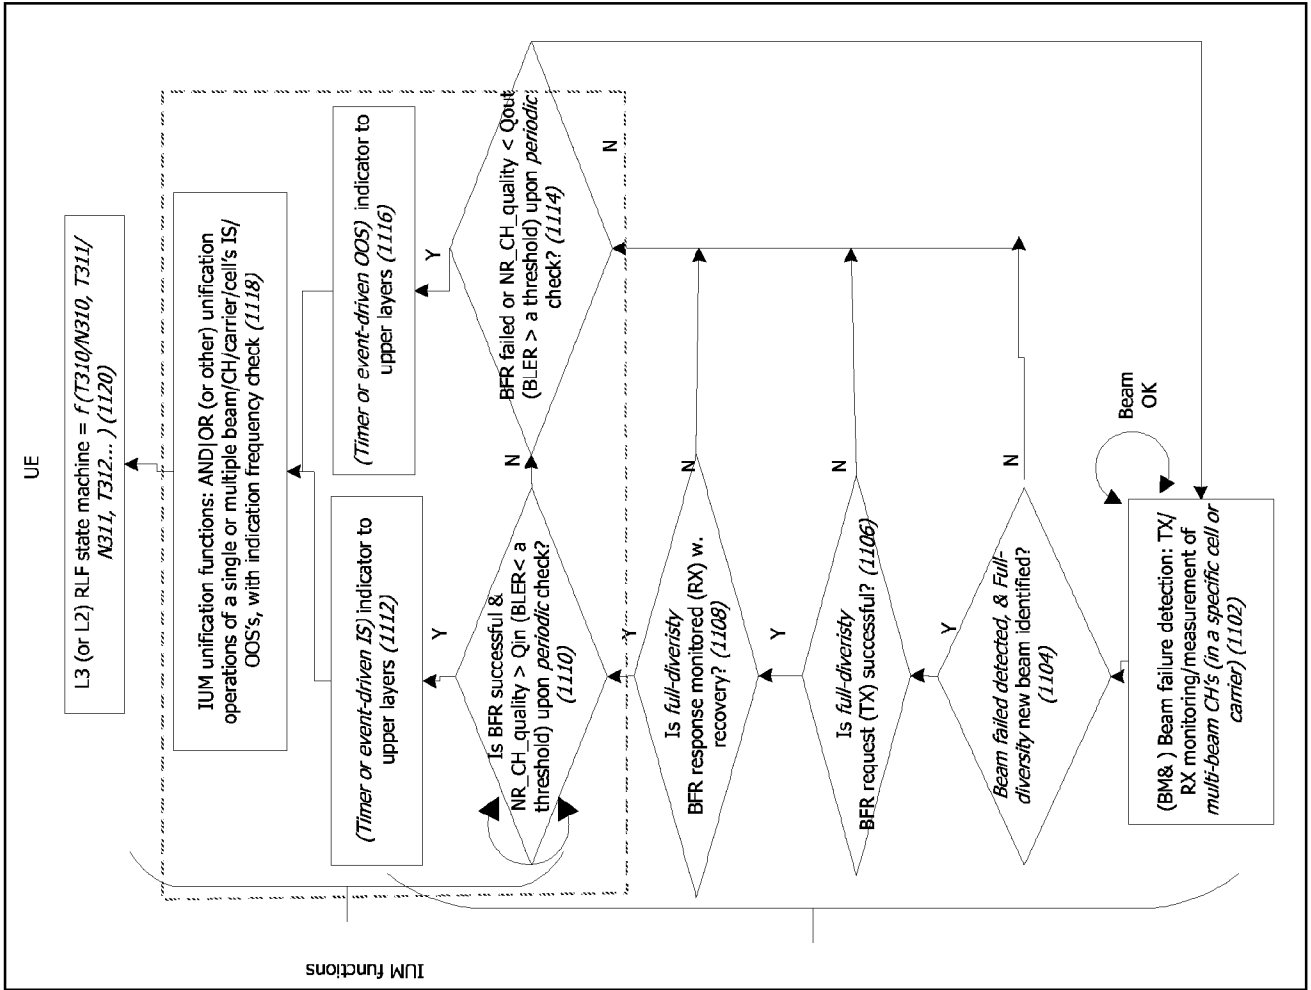 UE
L3 (or L2) RLF state machine = f (T310/N310, T311/
N311, T312... ) (1120)
IUM unification functions: AND|OR (or other) unification
operations of a single or multiple beam/CH/carrier/cell's IS/
OOS's, with indication frequency check (1118)
(Timer or event-driven IS) indicator to
upper layers (1112)
(Timer or event-driven OOS) indicator to
upper layers (1116)
Y
Y
Is BFR successful &
NR_CH_quality > Qin (BLER< a
threshold) upon periodic check?
(1110)
N
BFR failed or NR_CH_quality < Qout
(BLER > a threshold) upon periodic
check? (1114)
N
Y
Is full-diveristy
BFR response monitored (RX) w.
recovery? (1108)
N
Y
Is full-diveristy
BFR request (TX) successful? (1106)
N
Y
Beam failed detected, & Full-
diversity new beam identified?
(1104)
N
(BM& ) Beam failure detection: TX/
RX monitoring/measurement of
multi-beam CH's (in a specific cell or
carrier) (1102)
Beam
OK
IUM functions